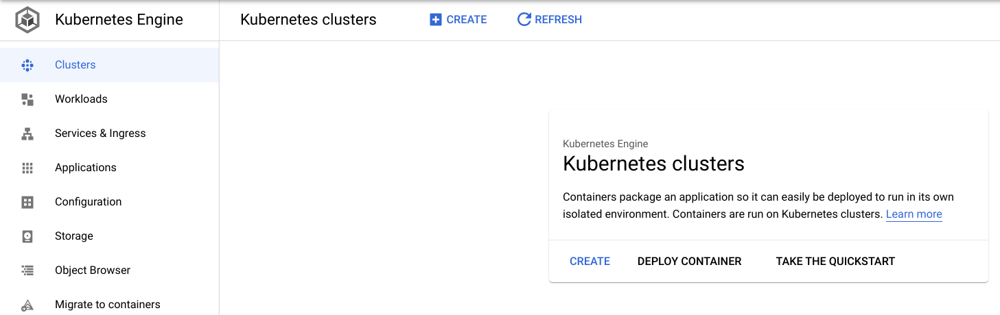 Kubernetes Engine
Kubernetes clusters
CREATE
REFRESH
Clusters
Workloads
Services & Ingress
Applications
Configuration
Storage
Object Browser
Migrate to containers
Kubernetes Engine
Kubernetes clusters
Containers package an application so it can easily be deployed to run in its own
isolated environment. Containers are run on Kubernetes clusters. Learn more
CREATE
DEPLOY CONTAINER
TAKE THE QUICKSTART